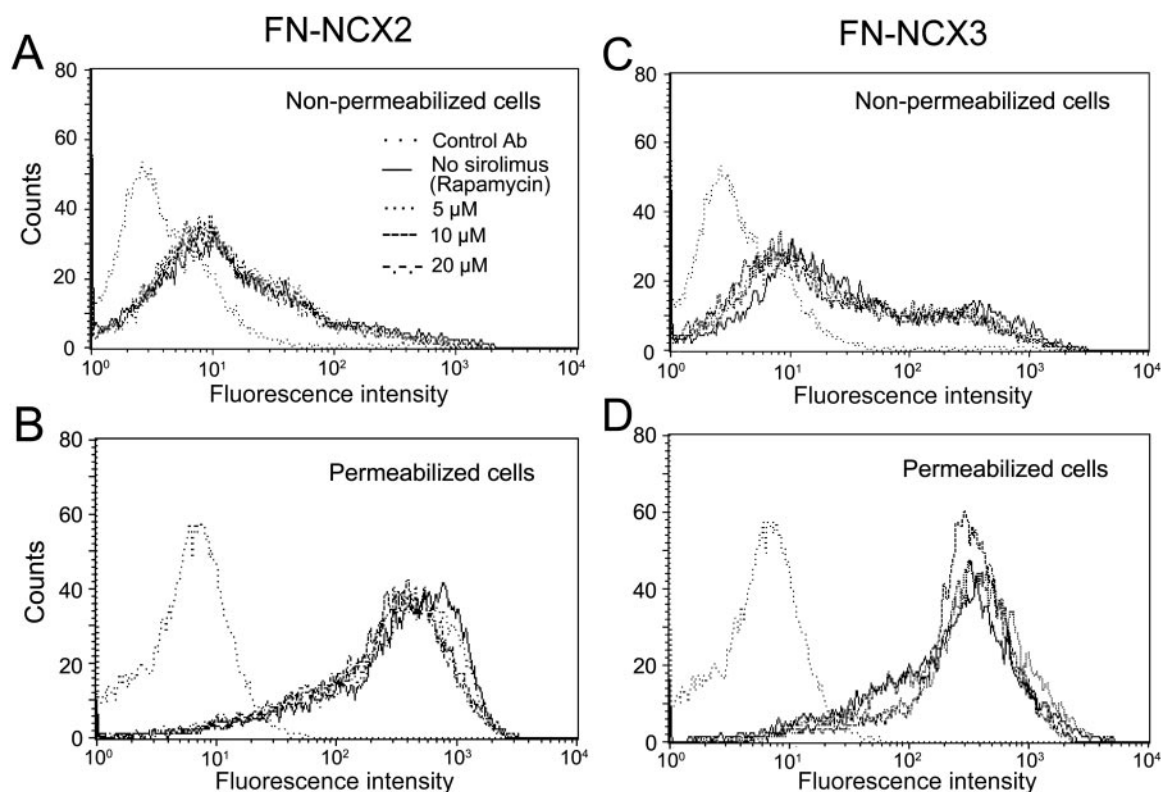 FN-NCX2
A
80
60
40
20
0
Counts
Non-permeabilized cells
Control Ab
No sirolimus
(Rapamycin)
5 µM
10 µM
20 µM
10⁰ 10¹ 10² 10³ 10⁴
Fluorescence intensity
B
80
60
40
20
0
Counts
Permeabilized cells
10⁰ 10¹ 10² 10³ 10⁴
Fluorescence intensity
FN-NCX3
C
80
60
40
20
0
Non-permeabilized cells
10⁰ 10¹ 10² 10³ 10⁴
Fluorescence intensity
D
80
60
40
20
0
Permeabilized cells
10⁰ 10¹ 10² 10³ 10⁴
Fluorescence intensity